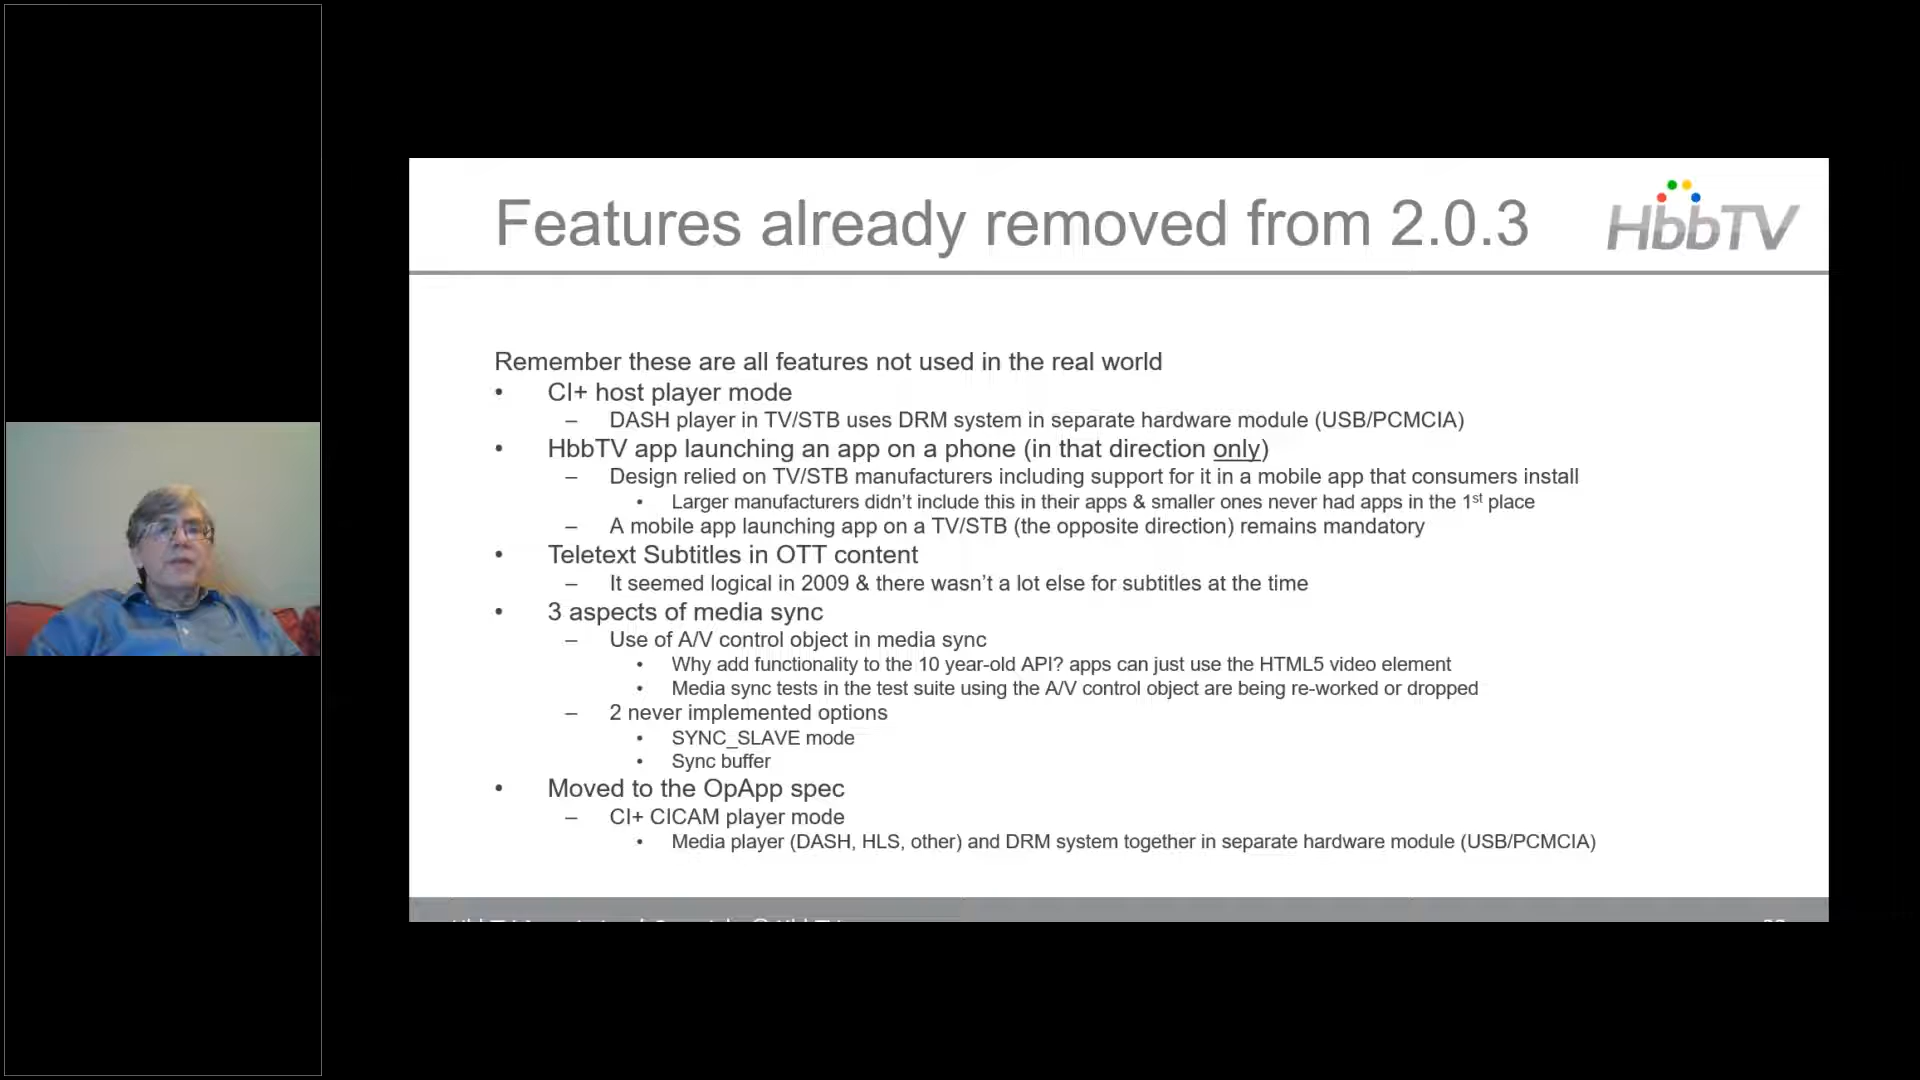 Features already removed from 2.0.3
HbbTV
Remember these are all features not used in the real world
• CI+ host player mode
– DASH player in TV/STB uses DRM system in separate hardware module (USB/PCMCIA)
• HbbTV app launching an app on a phone (in that direction only)
– Design relied on TV/STB manufacturers including support for it in a mobile app that consumers install
• Larger manufacturers didn't include this in their apps & smaller ones never had apps in the 1st place
– A mobile app launching app on a TV/STB (the opposite direction) remains mandatory
• Teletext Subtitles in OTT content
– It seemed logical in 2009 & there wasn't a lot else for subtitles at the time
• 3 aspects of media sync
– Use of A/V control object in media sync
• Why add functionality to the 10 year-old API? apps can just use the HTML5 video element
• Media sync tests in the test suite using the A/V control object are being re-worked or dropped
– 2 never implemented options
• SYNC_SLAVE mode
• Sync buffer
• Moved to the OpApp spec
– CI+ CICAM player mode
• Media player (DASH, HLS, other) and DRM system together in separate hardware module (USB/PCMCIA)